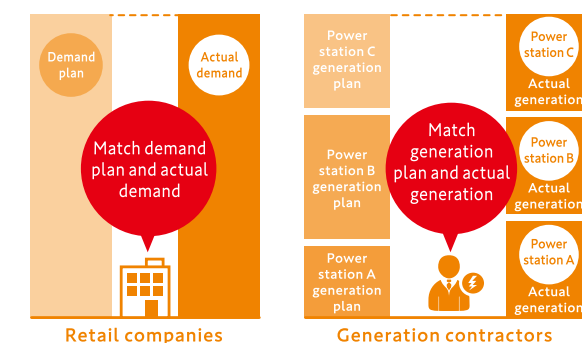 Demand
plan
Actual
demand
Match demand
plan and actual
demand
Retail companies
Power
station C
generation
plan
Power
station B
generation
plan
Power
station A
generation
plan
Match
generation
plan and actual
generation
Power
station C
Actual
generation
Power
station B
Actual
generation
Power
station A
Actual
generation
Generation contractors